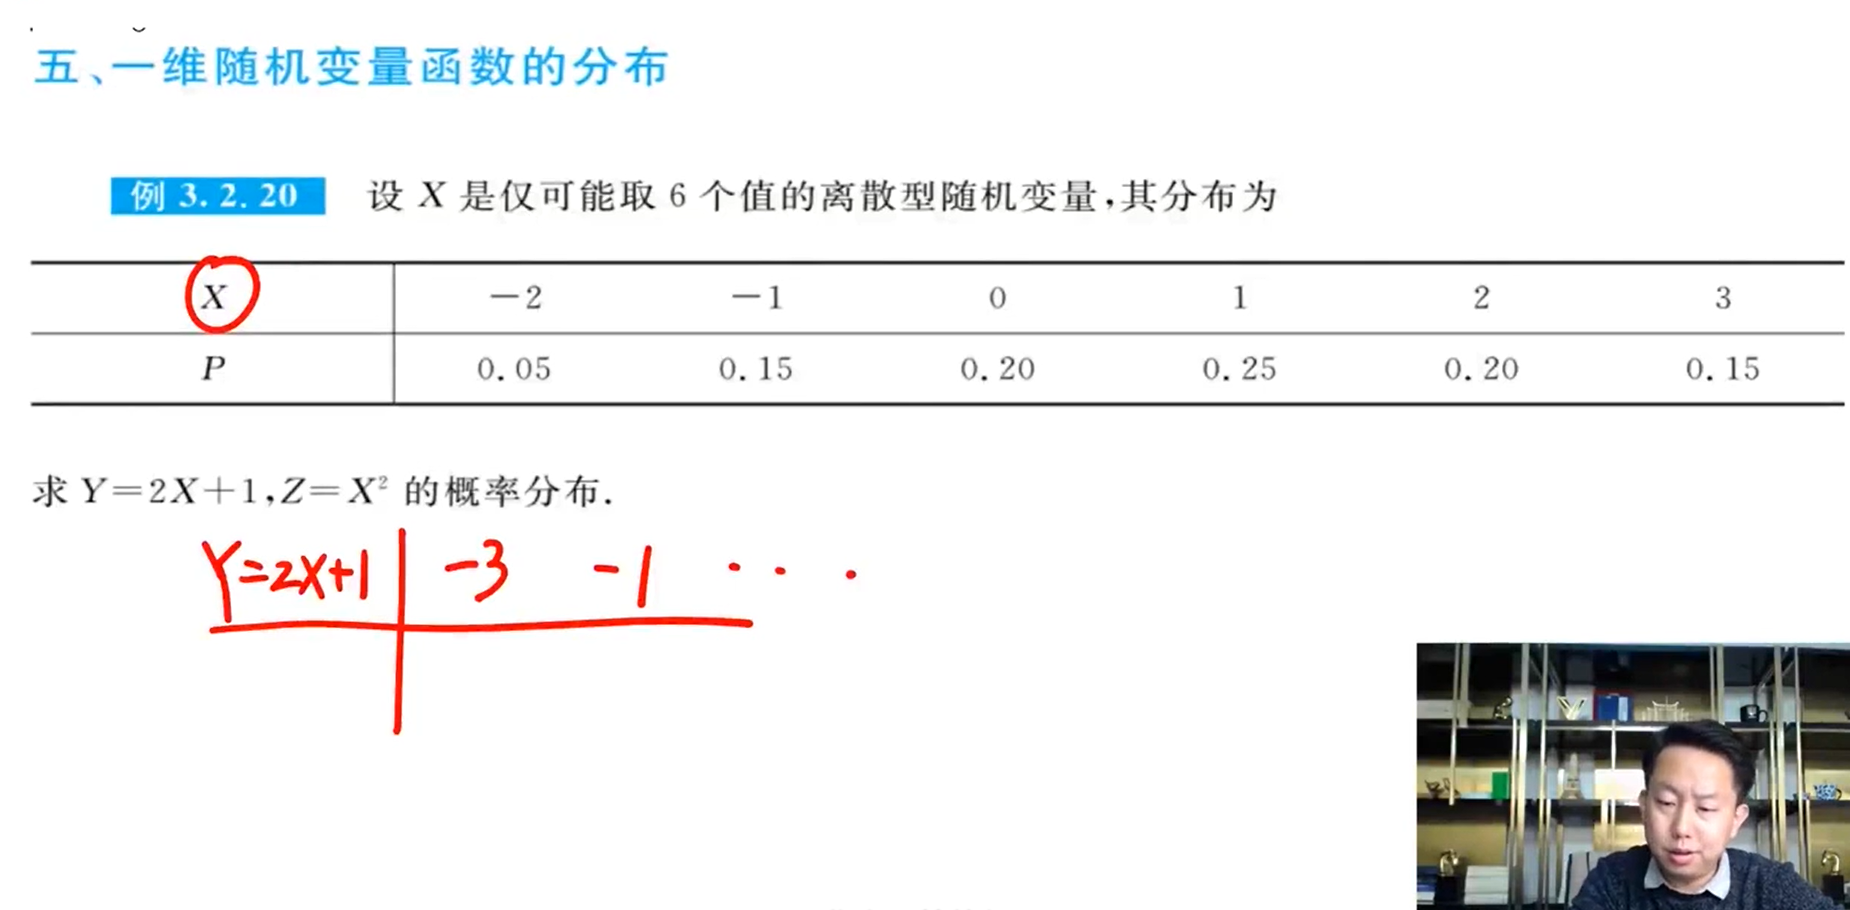 五、一维随机变量函数的分布
例 3.2.20 设 X 是仅可能取 6 个值的离散型随机变量,其分布为
X -2 -1 0 1 2 3
P 0.05 0.15 0.20 0.25 0.20 0.15
求 Y=2X+1,Z=X² 的概率分布.
Y=2X+1 -3 -1 ...